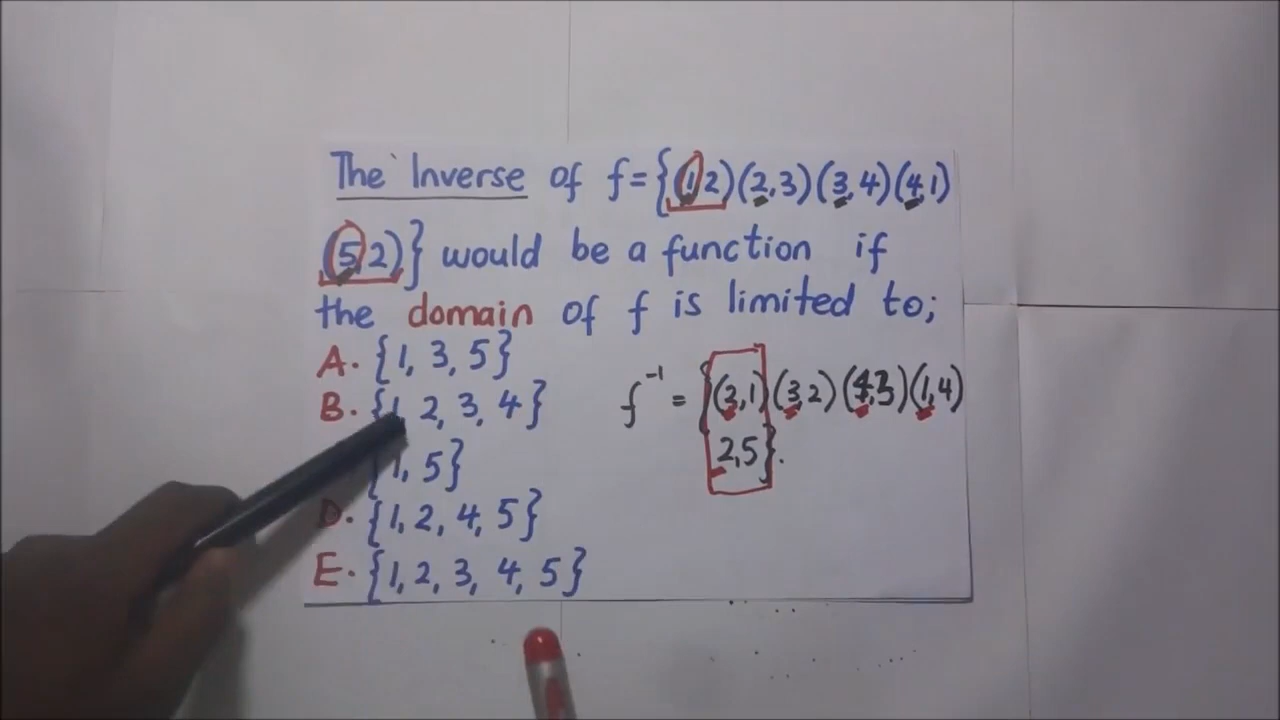 The Inverse of f={(1,2)(2,3)(3,4)(4,1)
(5,2)} would be a function if
the domain of f is limited to;
A. {1, 3, 5}
B. {1, 2, 3, 4}
1, 5}
D. {1, 2, 4, 5}
E. {1, 2, 3, 4, 5}
f⁻¹ = {(2,1)(3,2)(4,3)(1,4)
2,5}.